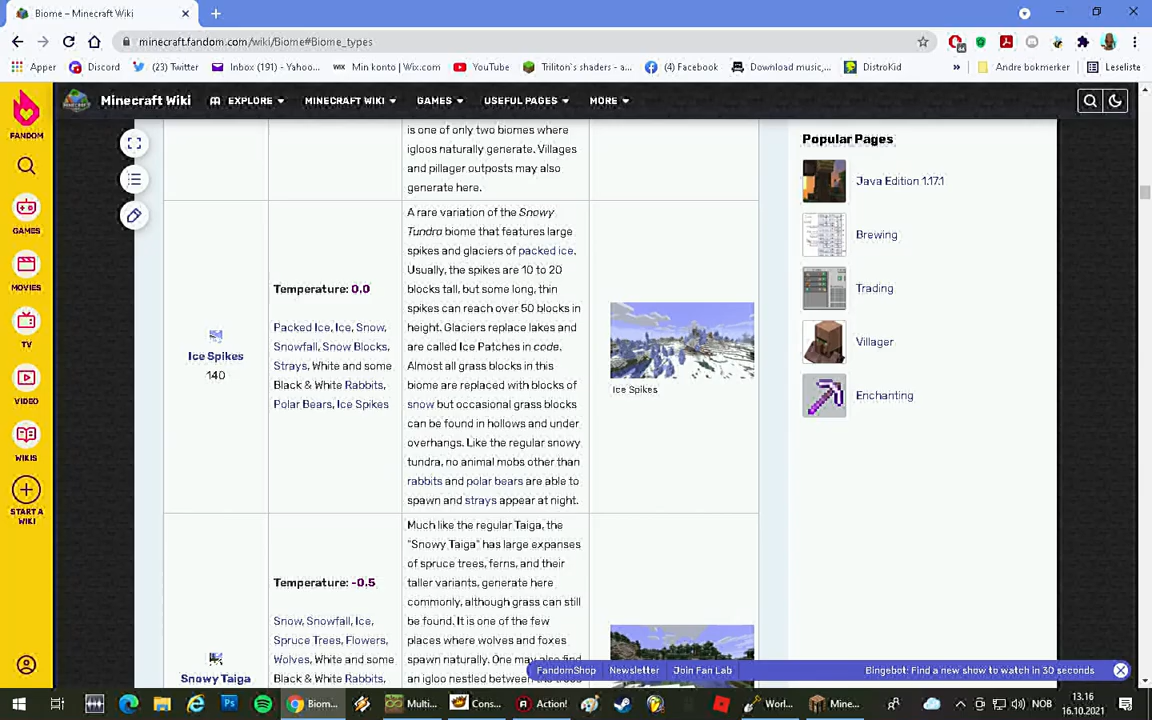 Biome – Minecraft Wiki
minecraft.fandom.com/wiki/Biome#Biome_types
Apper
Discord
(23) Twitter
Inbox (191) - Yahoo...
WIX Min konto | Wix.com
YouTube
Triliton's shaders - a...
(4) Facebook
Download music,...
DistroKid
»
Andre bokmerker
Leseliste
FANDOM
GAMES
MOVIES
TV
VIDEO
WIKIS
START A
WIKI
Minecraft Wiki
EXPLORE
MINECRAFT WIKI
GAMES
USEFUL PAGES
MORE
is one of only two biomes where
igloos naturally generate. Villages
and pillager outposts may also
generate here.
Ice Spikes
140
Temperature: 0.0
Packed Ice, Ice, Snow,
Snowfall, Snow Blocks,
Strays, White and some
Black & White Rabbits,
Polar Bears, Ice Spikes
A rare variation of the Snowy
Tundra biome that features large
spikes and glaciers of packed ice.
Usually, the spikes are 10 to 20
blocks tall, but some long, thin
spikes can reach over 50 blocks in
height. Glaciers replace lakes and
are called Ice Patches in code.
Almost all grass blocks in this
biome are replaced with blocks of
snow but occasional grass blocks
can be found in hollows and under
overhangs. Like the regular snowy
tundra, no animal mobs other than
rabbits and polar bears are able to
spawn and strays appear at night.
Ice Spikes
Snowy Taiga
Temperature: -0.5
Snow, Snowfall, Ice,
Spruce Trees, Flowers,
Wolves, White and some
Black & White Rabbits,
Much like the regular Taiga, the
"Snowy Taiga" has large expanses
of spruce trees, ferns, and their
taller variants, generate here
commonly, although grass can still
be found. It is one of the few
places where wolves and foxes
spawn naturally. One may also find
an igloo nestled between the trees
Popular Pages
Java Edition 1.17.1
Brewing
Trading
Villager
Enchanting
FandomShop
Newsletter
Join Fan Lab
Bingebot: Find a new show to watch in 30 seconds
Biom...
Multi...
Cons...
Action!
Worl...
Mine...
NOB
13.16
16.10.2021